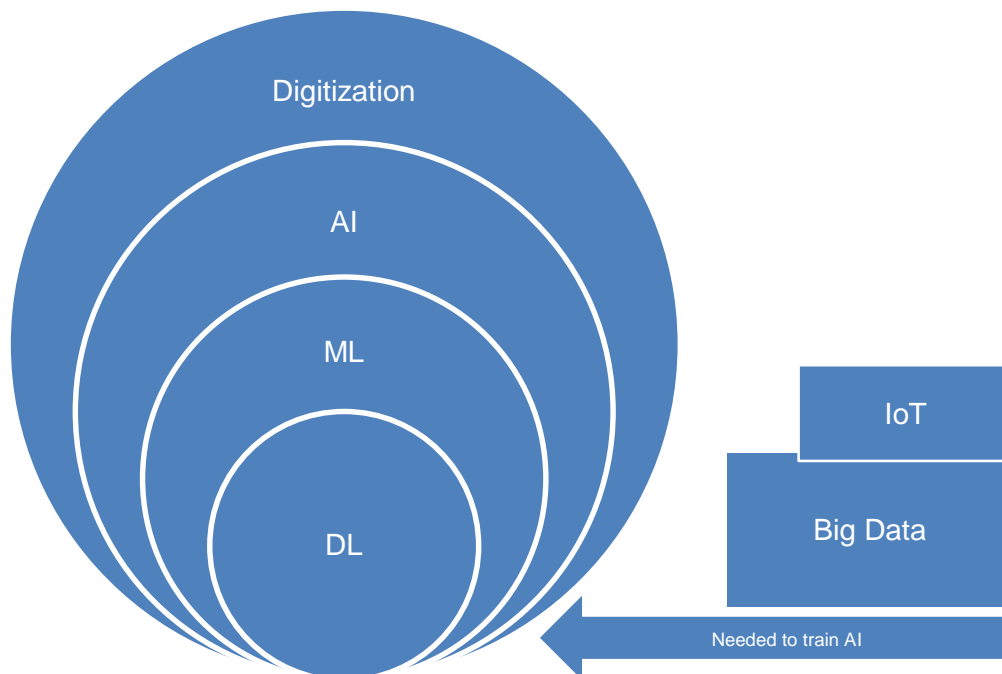 Digitization
AI
ML
DL
IoT
Big Data
Needed to train AI